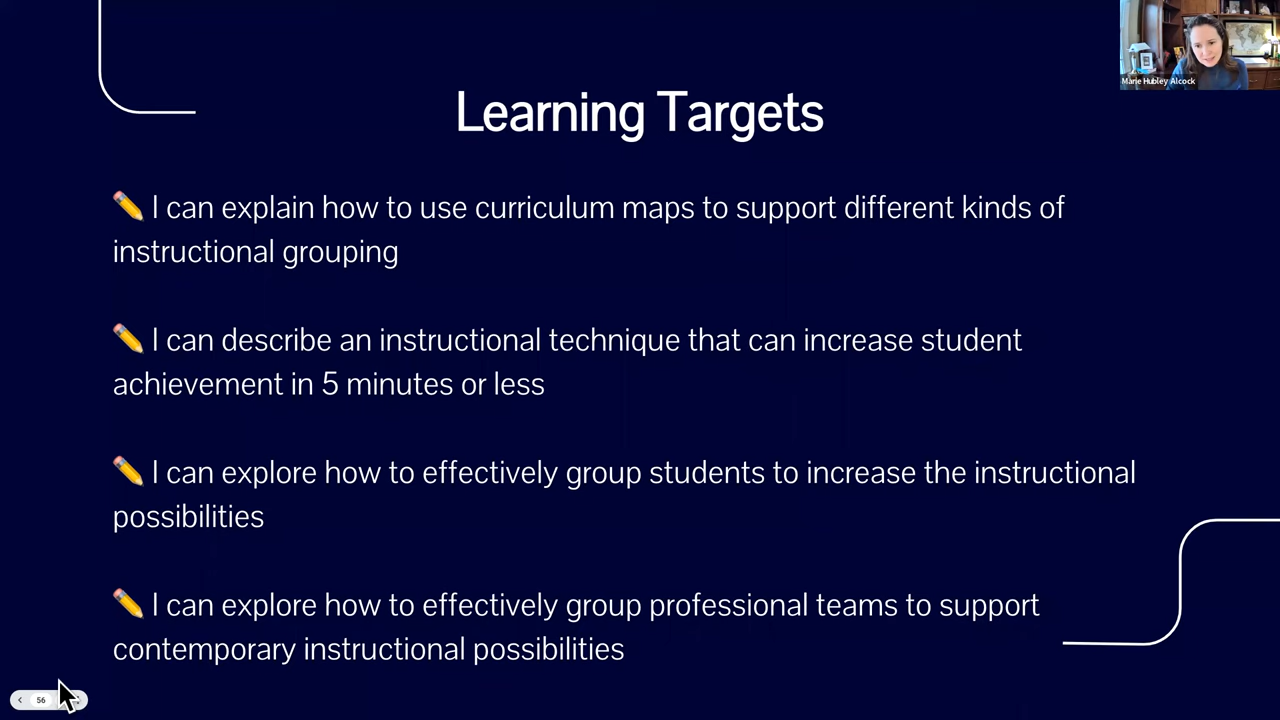 Marie Hubley Alcock
Learning Targets
✏️ I can explain how to use curriculum maps to support different kinds of
instructional grouping
✏️ I can describe an instructional technique that can increase student
achievement in 5 minutes or less
✏️ I can explore how to effectively group students to increase the instructional
possibilities
✏️ I can explore how to effectively group professional teams to support
contemporary instructional possibilities
56